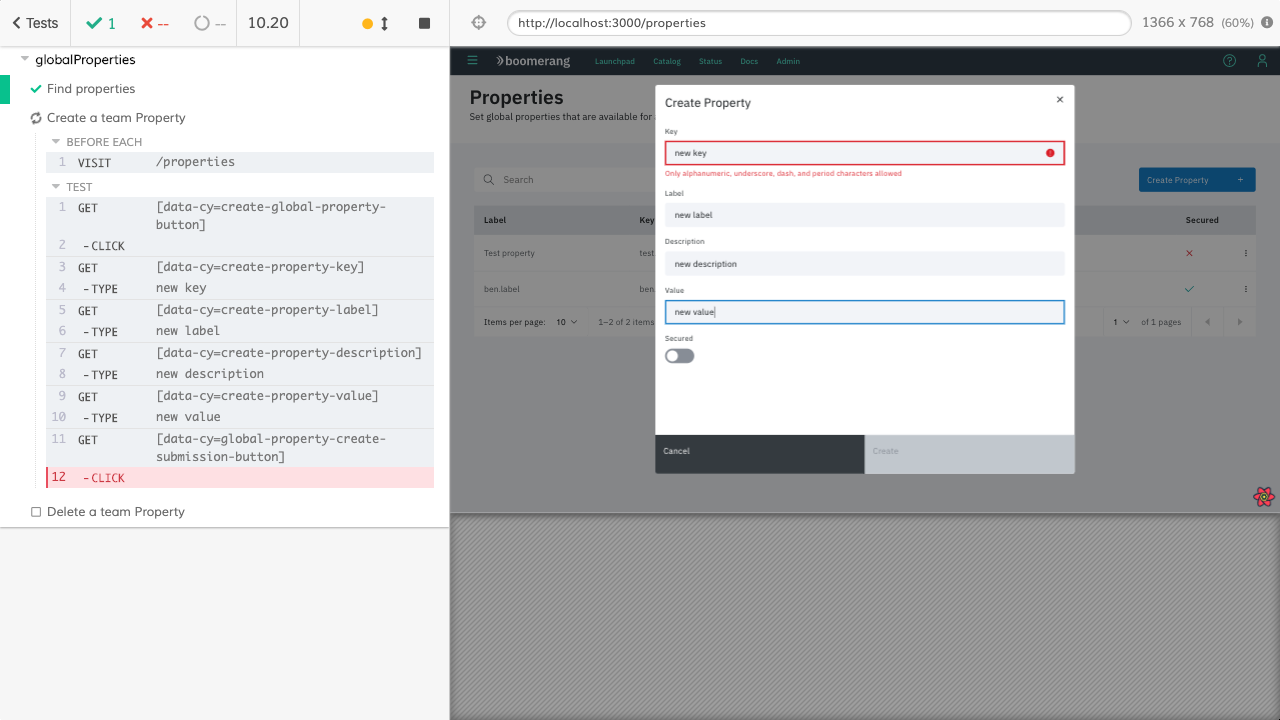 Tests
1
--
--
10.20
http://localhost:3000/properties
1366 x 768 (60%)
globalProperties
Find properties
Create a team Property
BEFORE EACH
1 VISIT /properties
TEST
1 GET [data-cy=create-global-property-
button]
2 -CLICK
3 GET [data-cy=create-property-key]
4 -TYPE new key
5 GET [data-cy=create-property-label]
6 -TYPE new label
7 GET [data-cy=create-property-description]
8 -TYPE new description
9 GET [data-cy=create-property-value]
10 -TYPE new value
11 GET [data-cy=global-property-create-
submission-button]
12 -CLICK
Delete a team Property
boomerang Launchpad Catalog Status Docs Admin
Properties
Set global properties that are available for
Search
Create Property +
Label Key Secured
Test property test
ben.label ben
Items per page: 10 1–2 of 2 items 1 of 1 pages
Create Property
Key
new key
Only alphanumeric, underscore, dash, and period characters allowed
Label
new label
Description
new description
Value
new value
Secured
Cancel Create